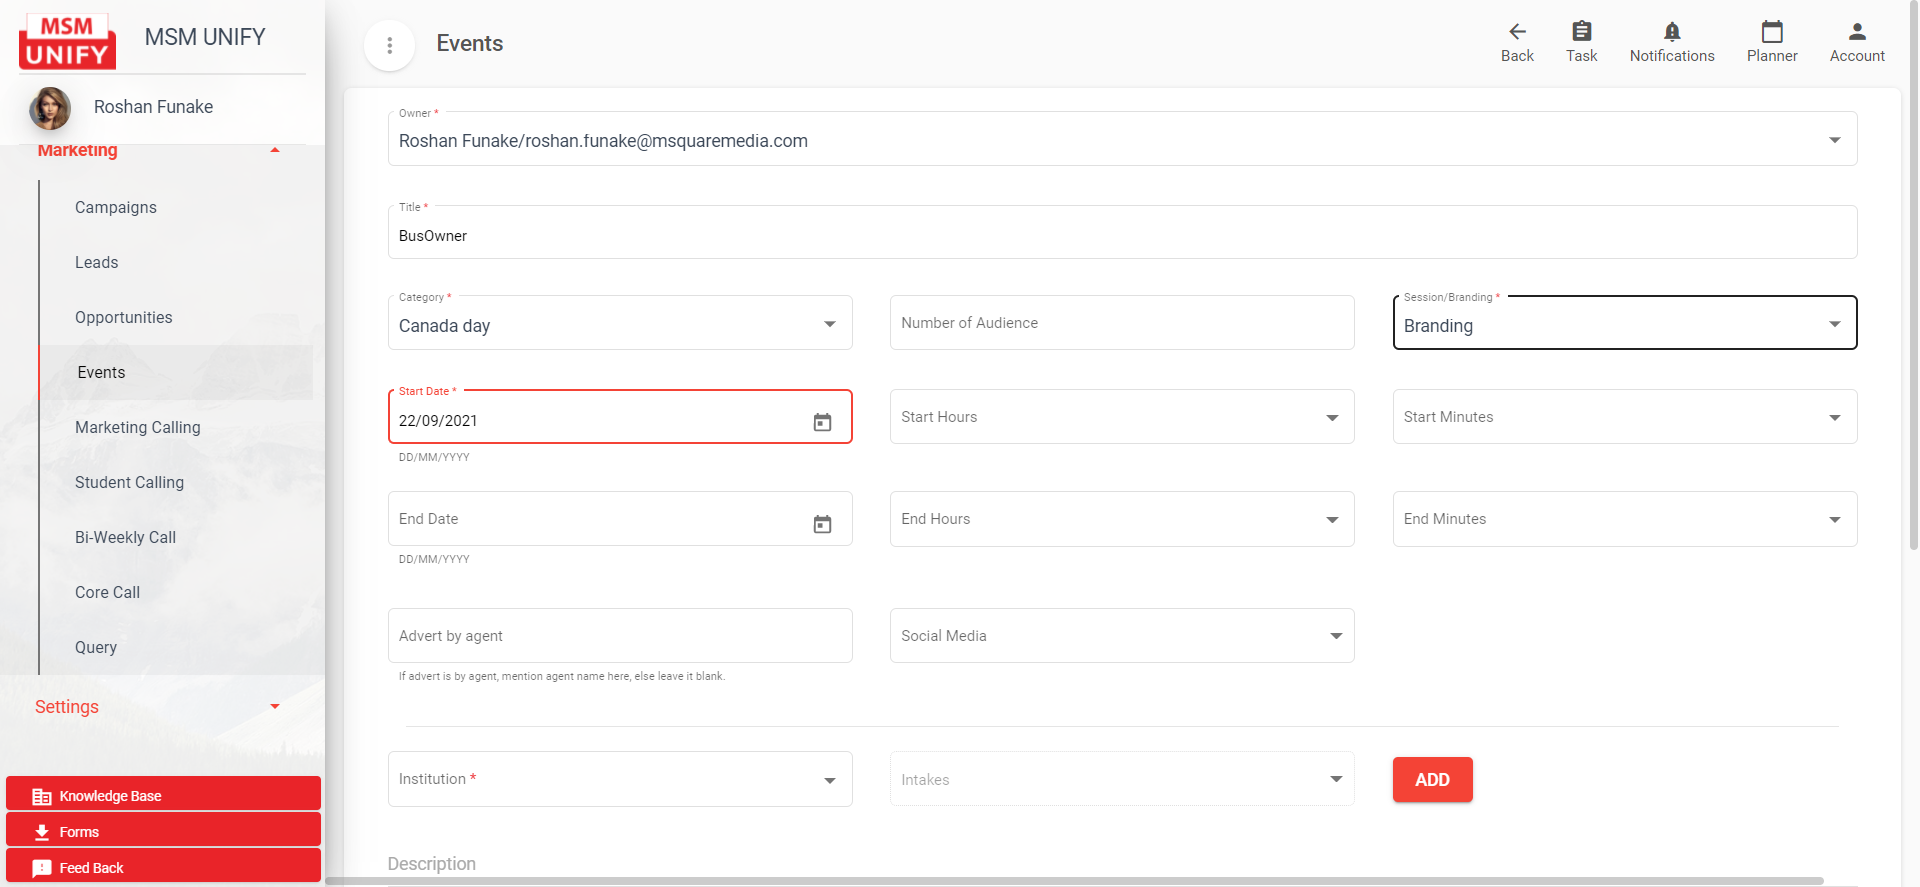 MSM
UNIFY
MSM UNIFY
Roshan Funake
Marketing
Campaigns
Leads
Opportunities
Events
Marketing Calling
Student Calling
Bi-Weekly Call
Core Call
Query
Settings
Knowledge Base
Forms
Feed Back
Events
Back
Task
Notifications
Planner
Account
Owner *
Roshan Funake/roshan.funake@msquaremedia.com
Title *
BusOwner
Category *
Canada day
Number of Audience
Session/Branding *
Branding
Start Date *
22/09/2021
DD/MM/YYYY
Start Hours
Start Minutes
End Date
DD/MM/YYYY
End Hours
End Minutes
Advert by agent
If advert is by agent, mention agent name here, else leave it blank.
Social Media
Institution *
Intakes
ADD
Description